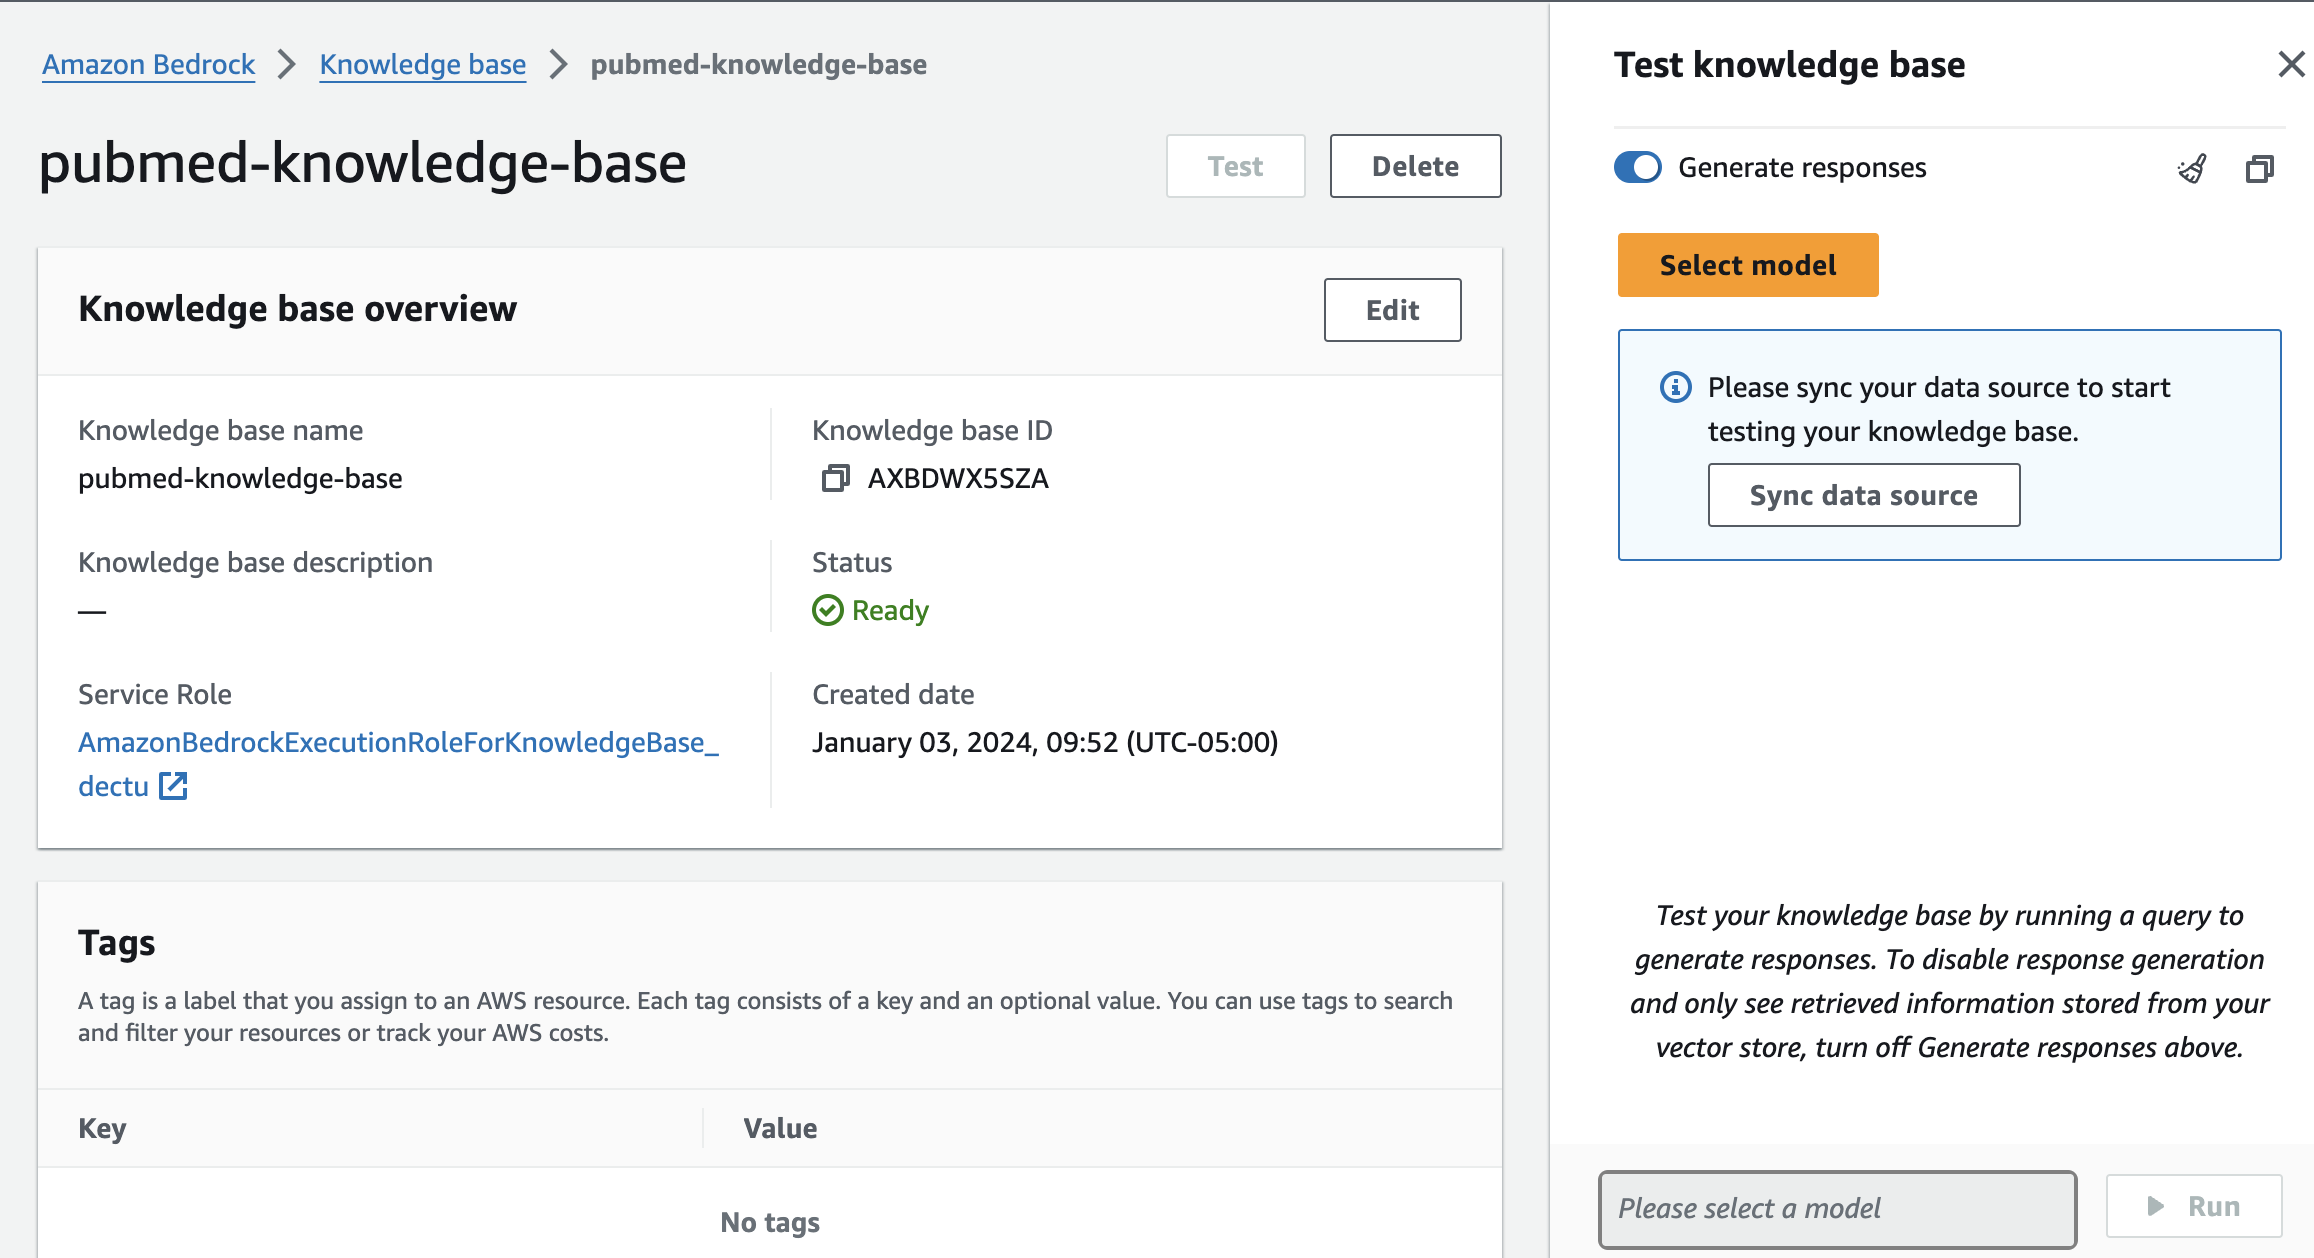 Amazon Bedrock > Knowledge base > pubmed-knowledge-base
pubmed-knowledge-base
Test
Delete
Knowledge base overview
Edit
Knowledge base name
pubmed-knowledge-base
Knowledge base ID
AXBDWX5SZA
Knowledge base description
—
Status
Ready
Service Role
AmazonBedrockExecutionRoleForKnowledgeBase_
dectu
Created date
January 03, 2024, 09:52 (UTC-05:00)
Tags
A tag is a label that you assign to an AWS resource. Each tag consists of a key and an optional value. You can use tags to search
and filter your resources or track your AWS costs.
Key
Value
No tags
Test knowledge base
Generate responses
Select model
Please sync your data source to start
testing your knowledge base.
Sync data source
Test your knowledge base by running a query to
generate responses. To disable response generation
and only see retrieved information stored from your
vector store, turn off Generate responses above.
Please select a model
Run